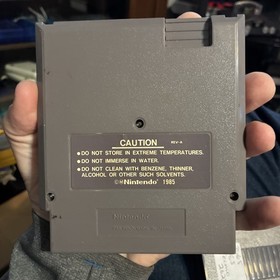 CAUTION REV-A
• DO NOT STORE IN EXTREME TEMPERATURES.
• DO NOT IMMERSE IN WATER.
• DO NOT CLEAN WITH BENZENE, THINNER,
ALCOHOL OR OTHER SUCH SOLVENTS.
©Nintendo® 1985
Nintendo